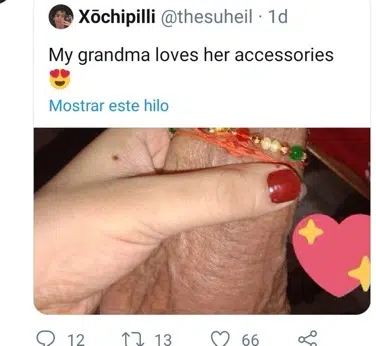 Xōchipilli @thesuheil · 1d
My grandma loves her accessories
😍
Mostrar este hilo
12 13 66